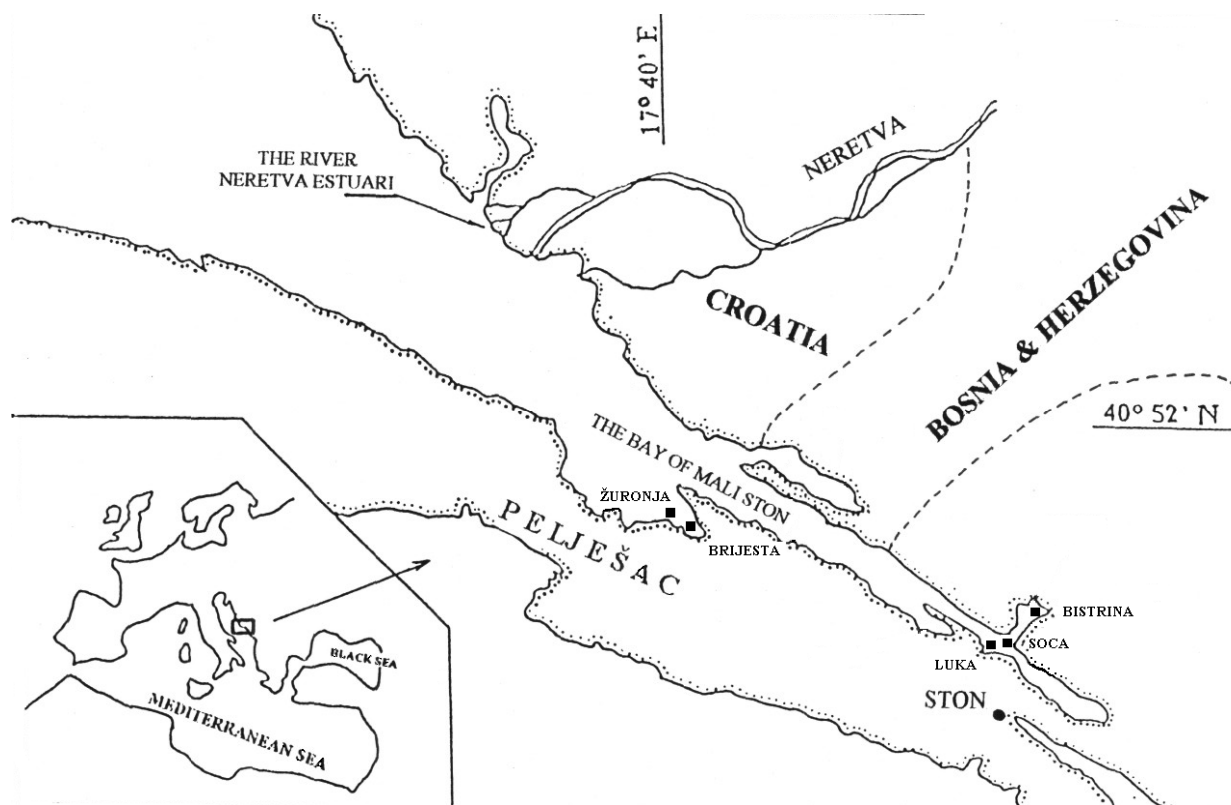 17° 40' E
THE RIVER
NERETVA ESTUARI
NERETVA
CROATIA
BOSNIA & HERZEGOVINA
40° 52' N
THE BAY OF MALI STON
ŽURONJA
BRIJESTA
PELJEŠAC
BISTRINA
SOCA
LUKA
STON
BLACK SEA
MEDITERRANEAN SEA